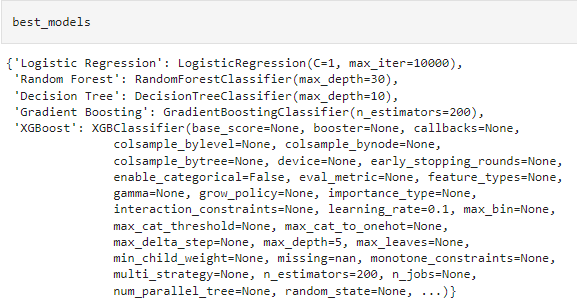 best_models
{'Logistic Regression': LogisticRegression(C=1, max_iter=10000),
 'Random Forest': RandomForestClassifier(max_depth=30),
 'Decision Tree': DecisionTreeClassifier(max_depth=10),
 'Gradient Boosting': GradientBoostingClassifier(n_estimators=200),
 'XGBoost': XGBClassifier(base_score=None, booster=None, callbacks=None,
               colsample_bylevel=None, colsample_bynode=None,
               colsample_bytree=None, device=None, early_stopping_rounds=None,
               enable_categorical=False, eval_metric=None, feature_types=None,
               gamma=None, grow_policy=None, importance_type=None,
               interaction_constraints=None, learning_rate=0.1, max_bin=None,
               max_cat_threshold=None, max_cat_to_onehot=None,
               max_delta_step=None, max_depth=5, max_leaves=None,
               min_child_weight=None, missing=nan, monotone_constraints=None,
               multi_strategy=None, n_estimators=200, n_jobs=None,
               num_parallel_tree=None, random_state=None, ...)}